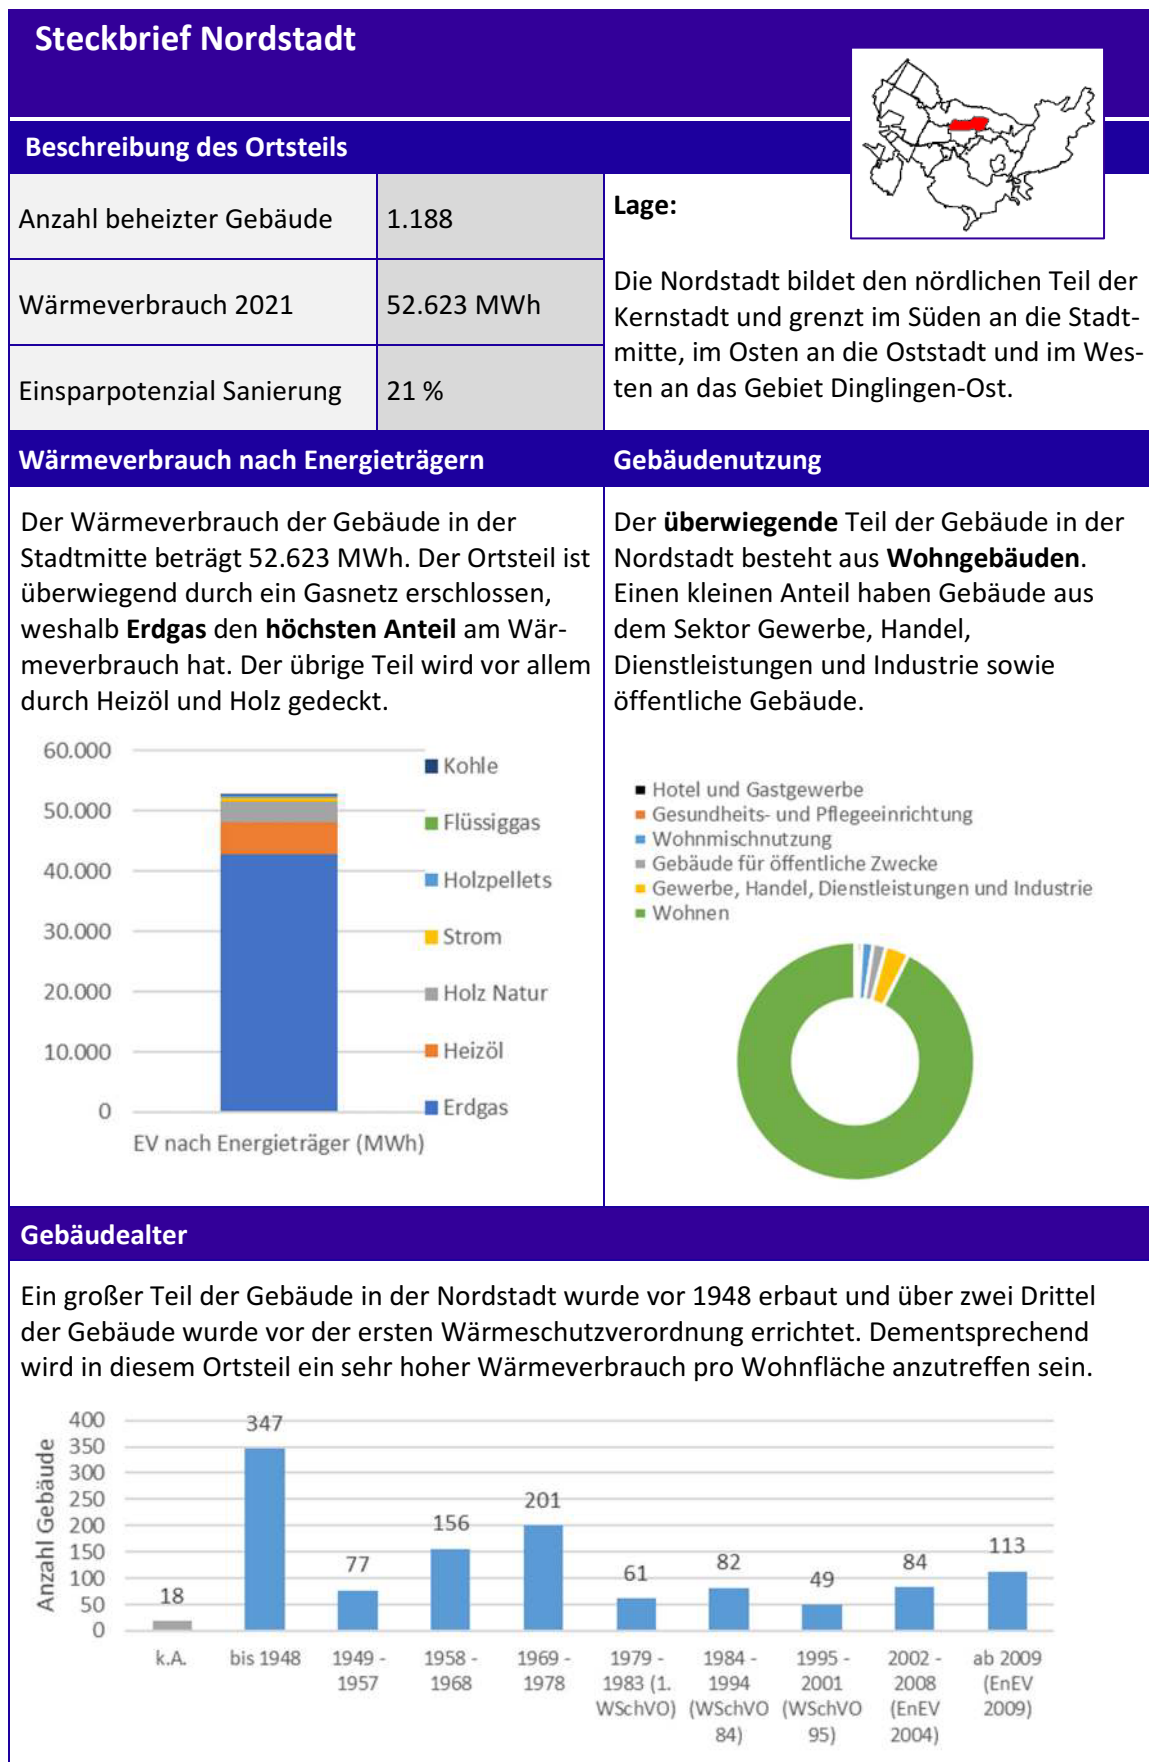 Steckbrief Nordstadt
Beschreibung des Ortsteils
Anzahl beheizter Gebäude
1.188
Wärmeverbrauch 2021
52.623 MWh
Einsparpotenzial Sanierung
21 %
Lage:
Die Nordstadt bildet den nördlichen Teil der
Kernstadt und grenzt im Süden an die Stadt-
mitte, im Osten an die Oststadt und im Wes-
ten an das Gebiet Dinglingen-Ost.
Wärmeverbrauch nach Energieträgern
Der Wärmeverbrauch der Gebäude in der
Stadtmitte beträgt 52.623 MWh. Der Ortsteil ist
überwiegend durch ein Gasnetz erschlossen,
weshalb Erdgas den höchsten Anteil am Wär-
meverbrauch hat. Der übrige Teil wird vor allem
durch Heizöl und Holz gedeckt.
60.000
50.000
40.000
30.000
20.000
10.000
0
EV nach Energieträger (MWh)
Kohle
Flüssiggas
Holzpellets
Strom
Holz Natur
Heizöl
Erdgas
Gebäudenutzung
Der überwiegende Teil der Gebäude in der
Nordstadt besteht aus Wohngebäuden.
Einen kleinen Anteil haben Gebäude aus
dem Sektor Gewerbe, Handel,
Dienstleistungen und Industrie sowie
öffentliche Gebäude.
Hotel und Gastgewerbe
Gesundheits- und Pflegeeinrichtung
Wohnmischnutzung
Gebäude für öffentliche Zwecke
Gewerbe, Handel, Dienstleistungen und Industrie
Wohnen
Gebäudealter
Ein großer Teil der Gebäude in der Nordstadt wurde vor 1948 erbaut und über zwei Drittel
der Gebäude wurde vor der ersten Wärmeschutzverordnung errichtet. Dementsprechend
wird in diesem Ortsteil ein sehr hoher Wärmeverbrauch pro Wohnfläche anzutreffen sein.
Anzahl Gebäude
400
350
300
250
200
150
100
50
0
18
347
77
156
201
61
82
49
84
113
k.A.
bis 1948
1949 -
1957
1958 -
1968
1969 -
1978
1979 -
1983 (1.
WSchVO)
1984 -
1994
(WSchVO
84)
1995 -
2001
(WSchVO
95)
2002 -
2008
(EnEV
2004)
ab 2009
(EnEV
2009)